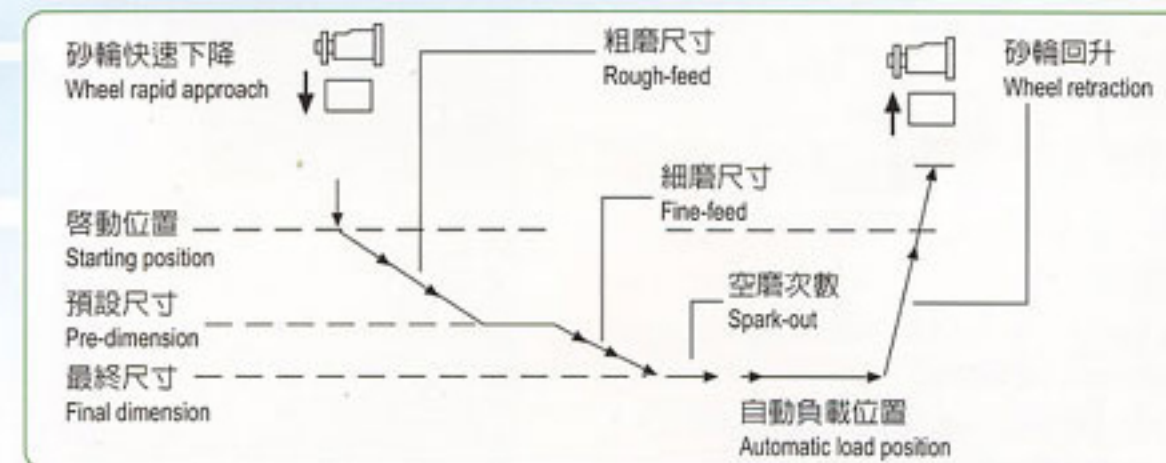 砂輪快速下降
Wheel rapid approach
粗磨尺寸
Rough-feed
砂輪回升
Wheel retraction
細磨尺寸
Fine-feed
啓動位置
Starting position
空磨次數
Spark-out
預設尺寸
Pre-dimension
最終尺寸
Final dimension
自動負載位置
Automatic load position